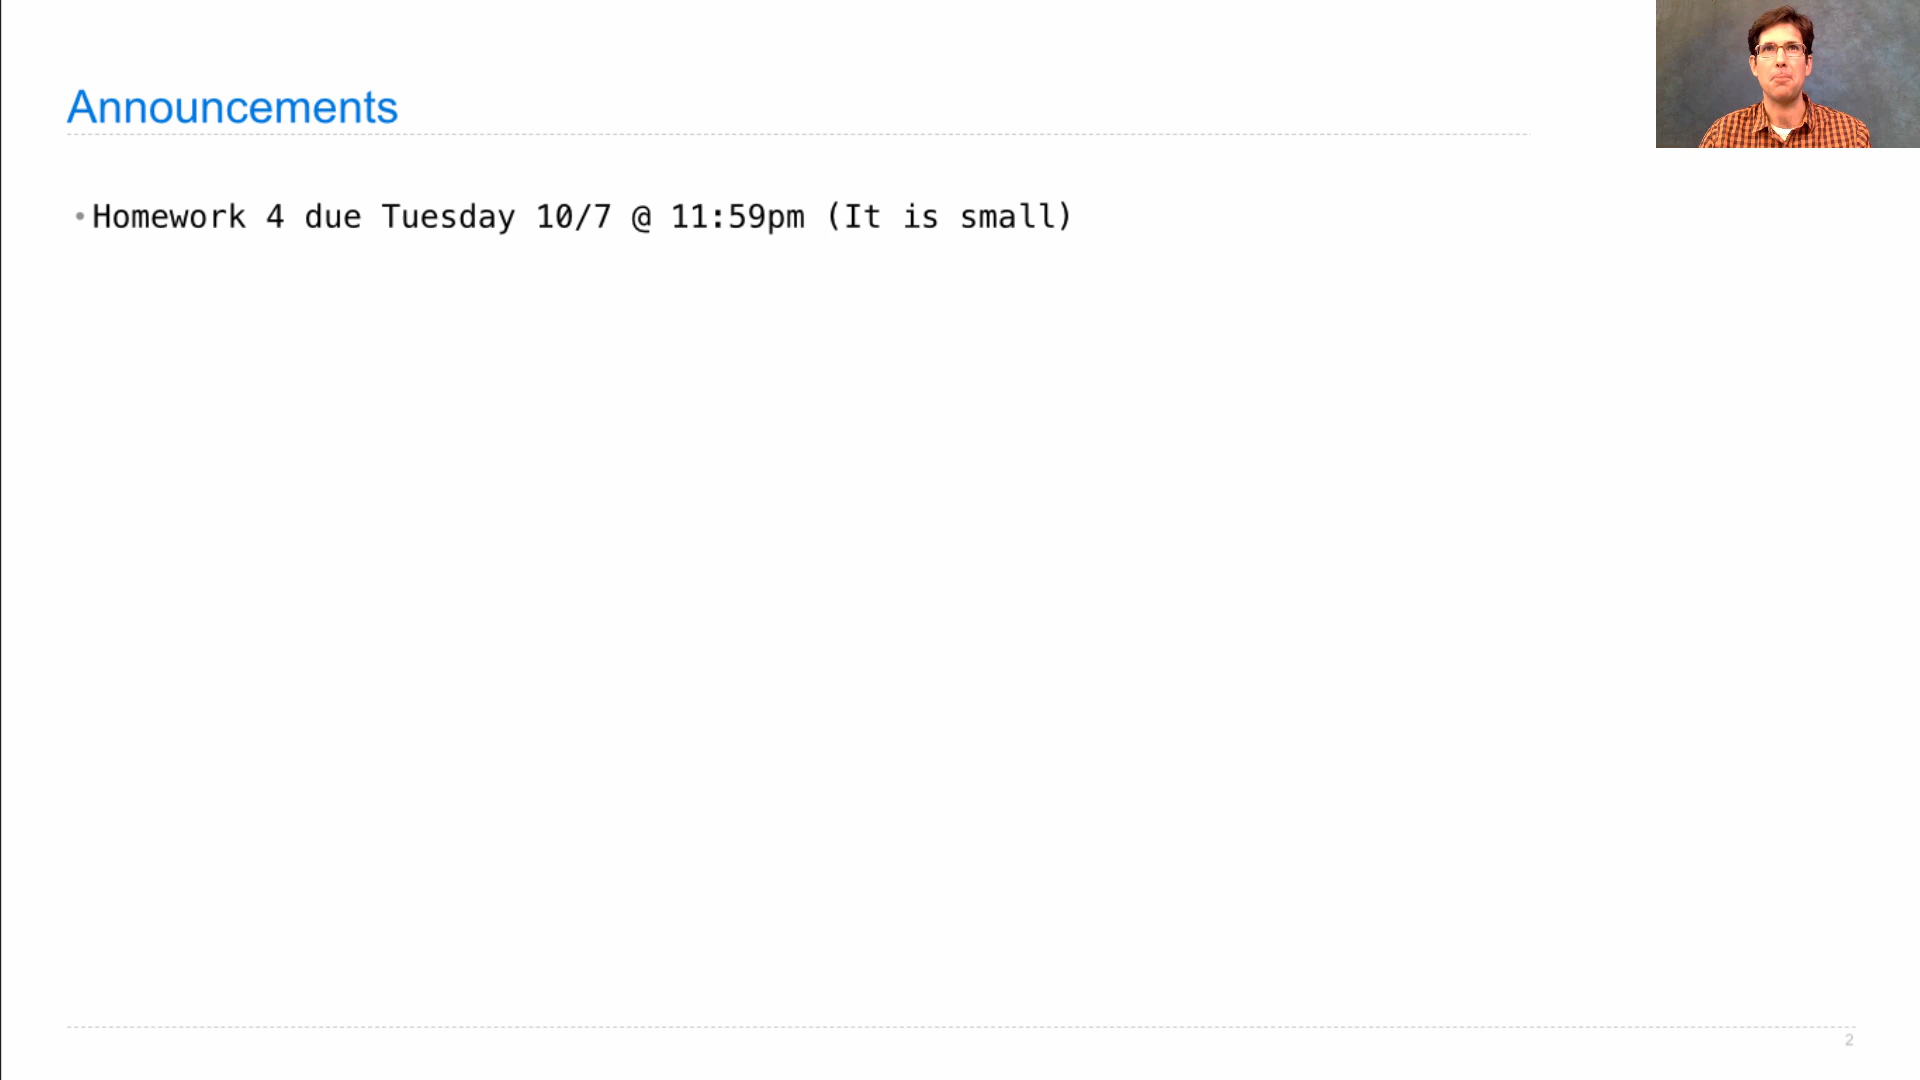 Announcements
•Homework 4 due Tuesday 10/7 @ 11:59pm (It is small)
2